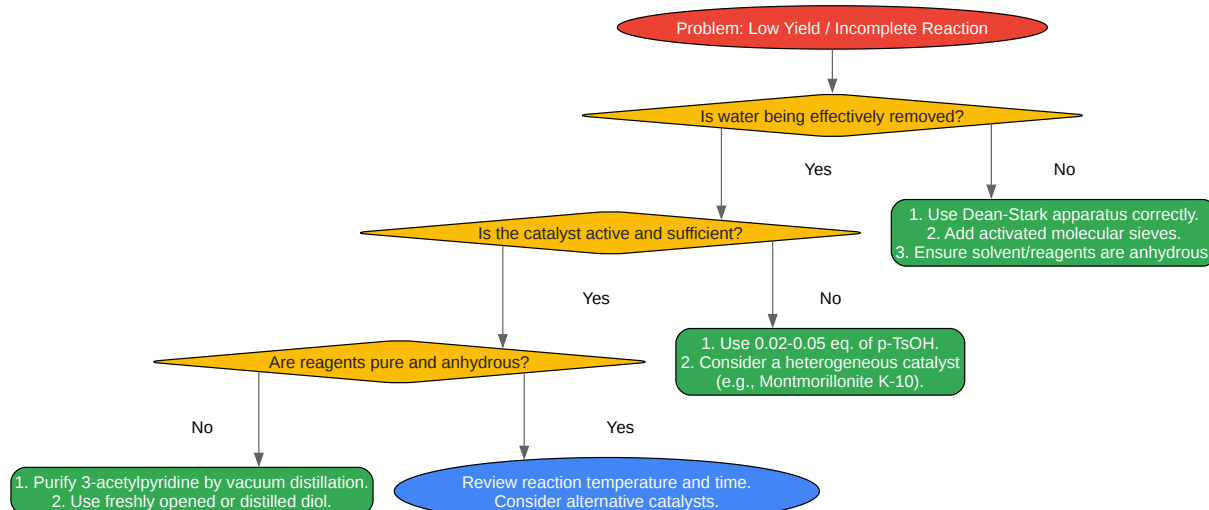 Problem: Low Yield / Incomplete Reaction
Is water being effectively removed?
Yes
No
1. Use Dean-Stark apparatus correctly.
2. Add activated molecular sieves.
3. Ensure solvent/reagents are anhydrous
Is the catalyst active and sufficient?
Yes
No
1. Use 0.02-0.05 eq. of p-TsOH.
2. Consider a heterogeneous catalyst
(e.g., Montmorillonite K-10).
Are reagents pure and anhydrous?
No
Yes
1. Purify 3-acetylpyridine by vacuum distillation.
2. Use freshly opened or distilled diol.
Review reaction temperature and time.
Consider alternative catalysts.